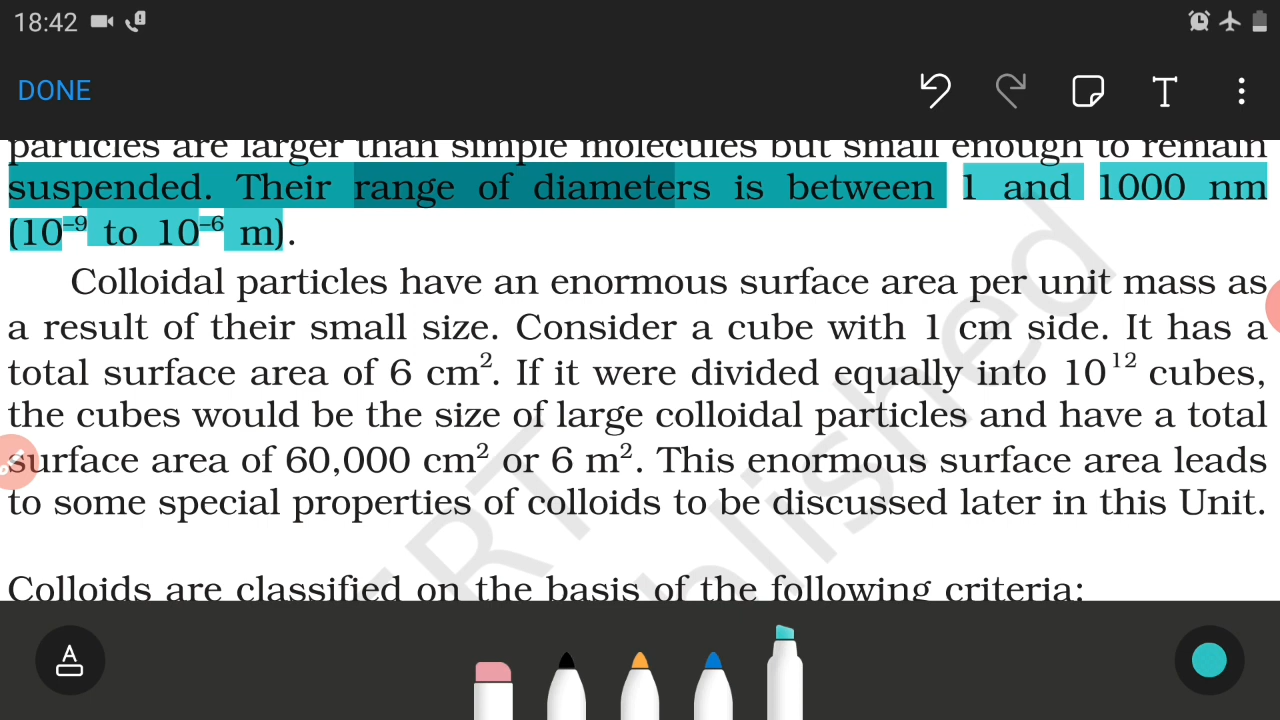 18:42
DONE
T
particles are larger than simple molecules but small enough to remain
suspended. Their range of diameters is between 1 and 1000 nm
(10⁻⁹ to 10⁻⁶ m).
Colloidal particles have an enormous surface area per unit mass as
a result of their small size. Consider a cube with 1 cm side. It has a
total surface area of 6 cm². If it were divided equally into 10¹² cubes,
the cubes would be the size of large colloidal particles and have a total
surface area of 60,000 cm² or 6 m². This enormous surface area leads
to some special properties of colloids to be discussed later in this Unit.
Colloids are classified on the basis of the following criteria:
A